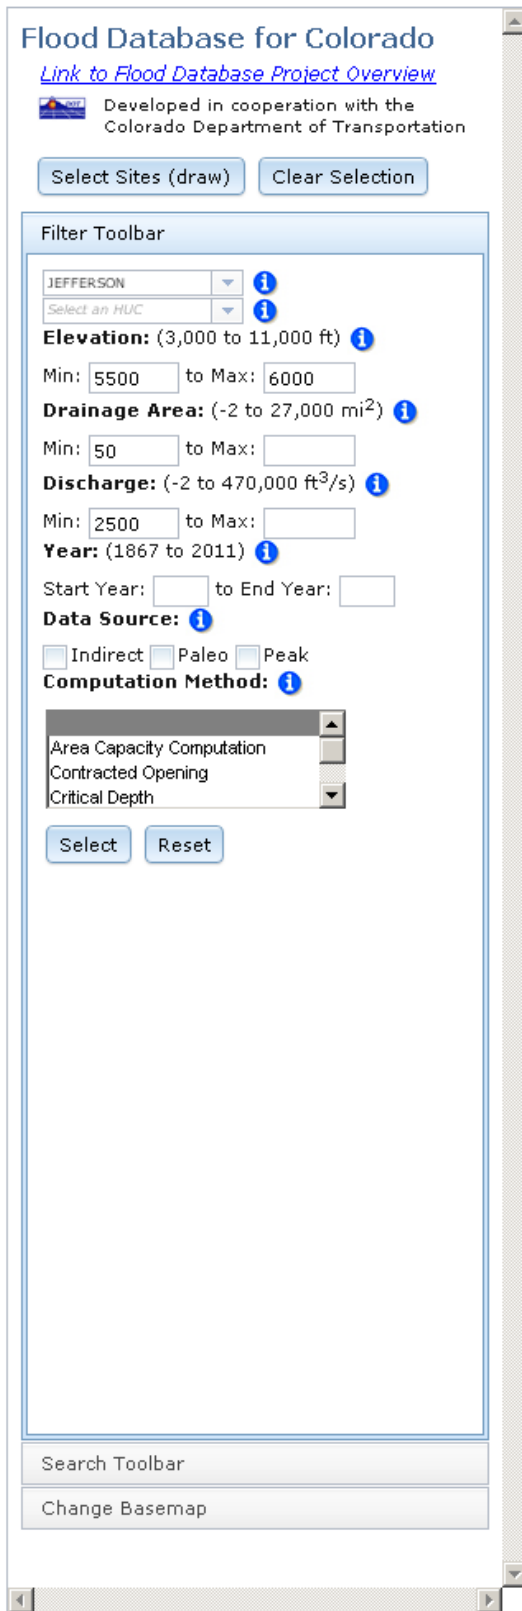 Flood Database for Colorado
Link to Flood Database Project Overview
Developed in cooperation with the
Colorado Department of Transportation
Select Sites (draw) Clear Selection
Filter Toolbar
JEFFERSON
Select an HUC
Elevation: (3,000 to 11,000 ft)
Min: 5500 to Max: 6000
Drainage Area: (-2 to 27,000 mi²)
Min: 50 to Max:
Discharge: (-2 to 470,000 ft³/s)
Min: 2500 to Max:
Year: (1867 to 2011)
Start Year: to End Year:
Data Source:
Indirect Paleo Peak
Computation Method:
Area Capacity Computation
Contracted Opening
Critical Depth
Select Reset
Search Toolbar
Change Basemap